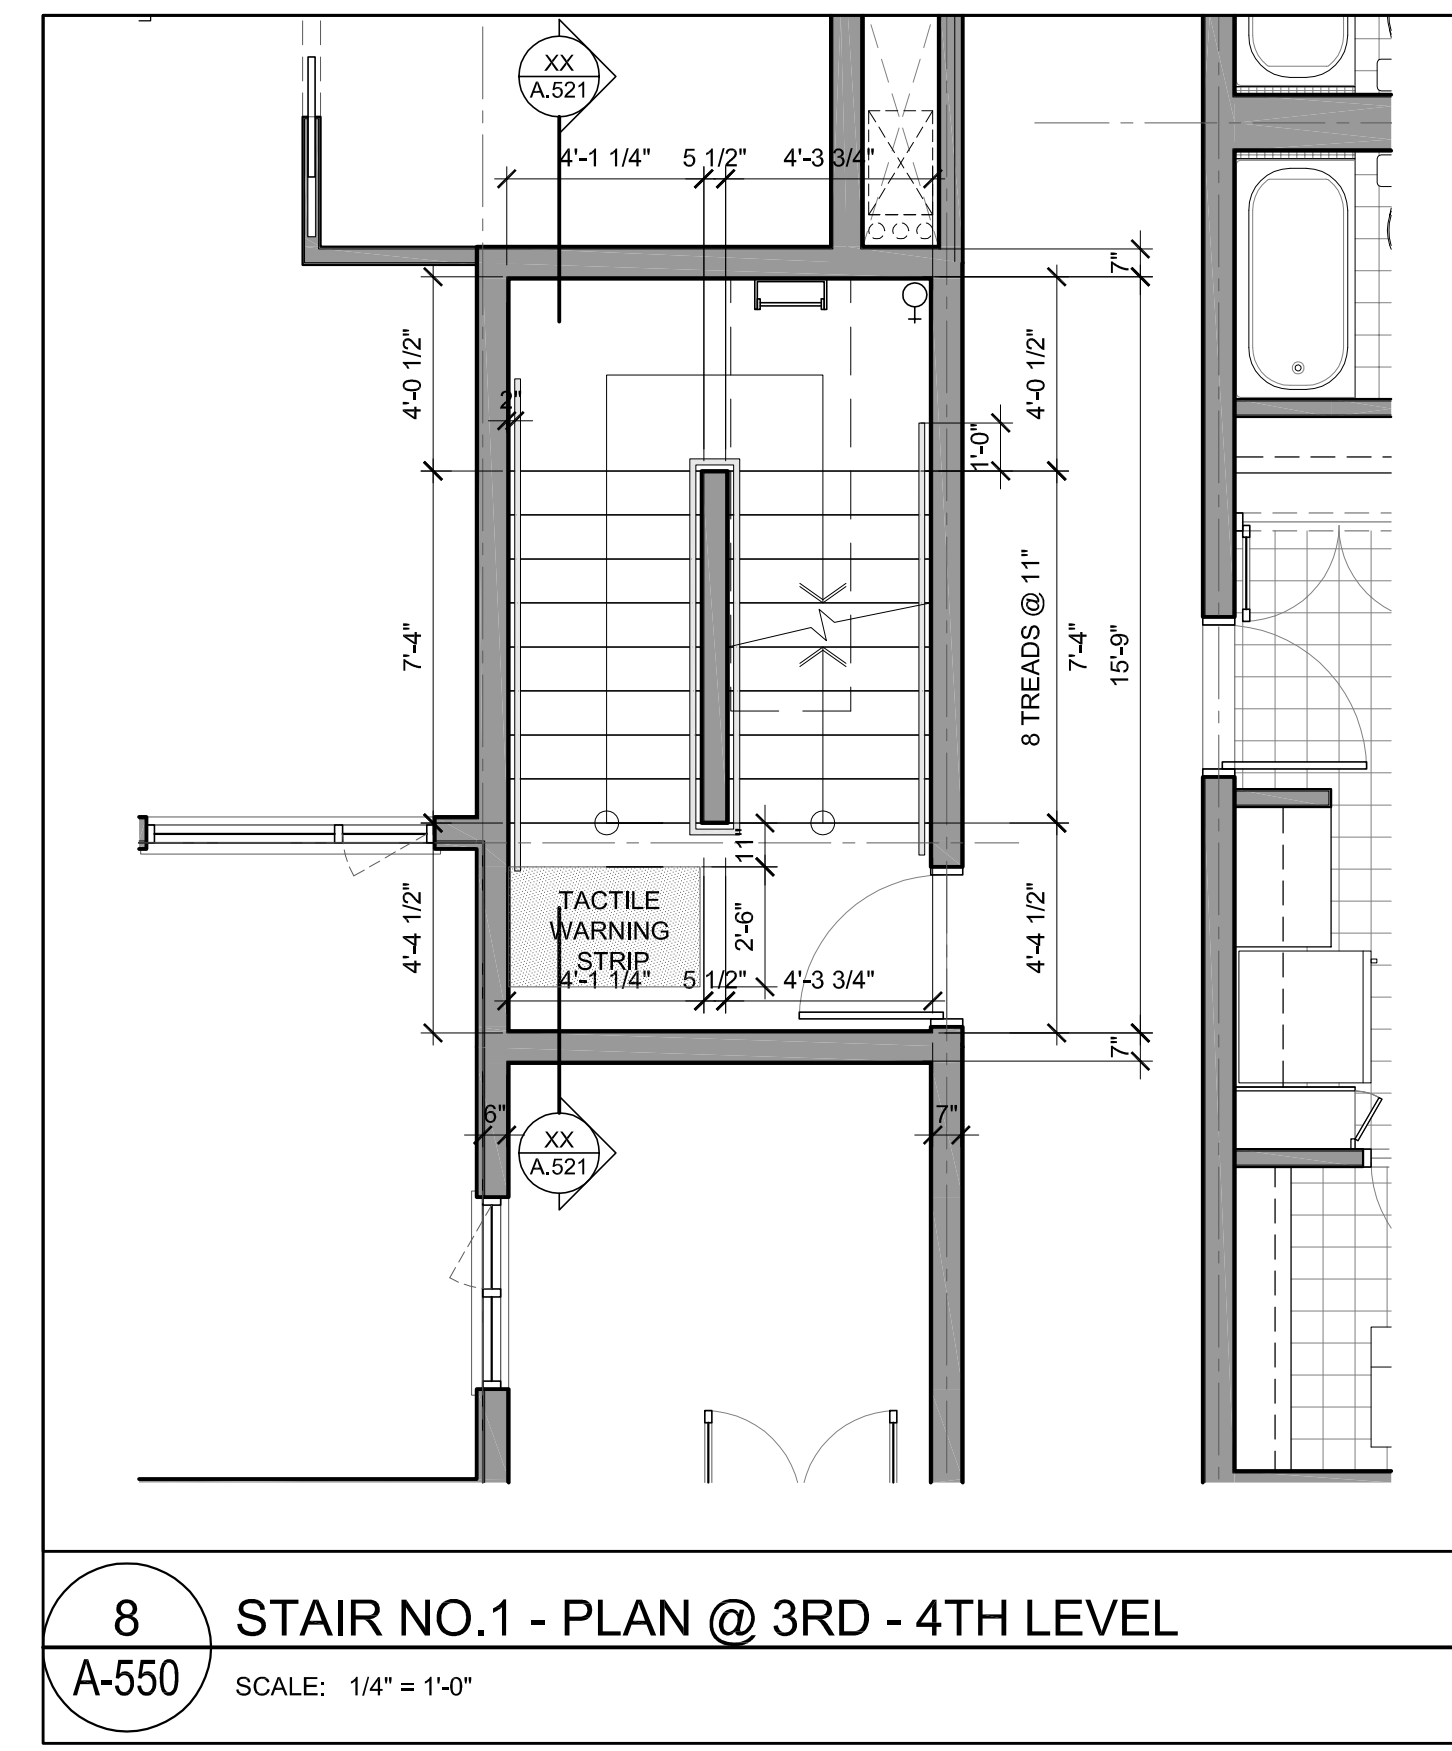 XX
A.521
4'-1 1/4" 5 1/2" 4'-3 3/4"
7"
4'-0 1/2"
2"
4'-0 1/2"
1'-0"
7'-4"
8 TREADS @ 11"
7'-4"
15'-9"
11"
4'-4 1/2"
TACTILE
WARNING
STRIP
2'-6"
4'-4 1/2"
4'-1 1/4" 5 1/2" 4'-3 3/4"
7"
6"
7"
XX
A.521
8
A-550
STAIR NO.1 - PLAN @ 3RD - 4TH LEVEL
SCALE: 1/4" = 1'-0"